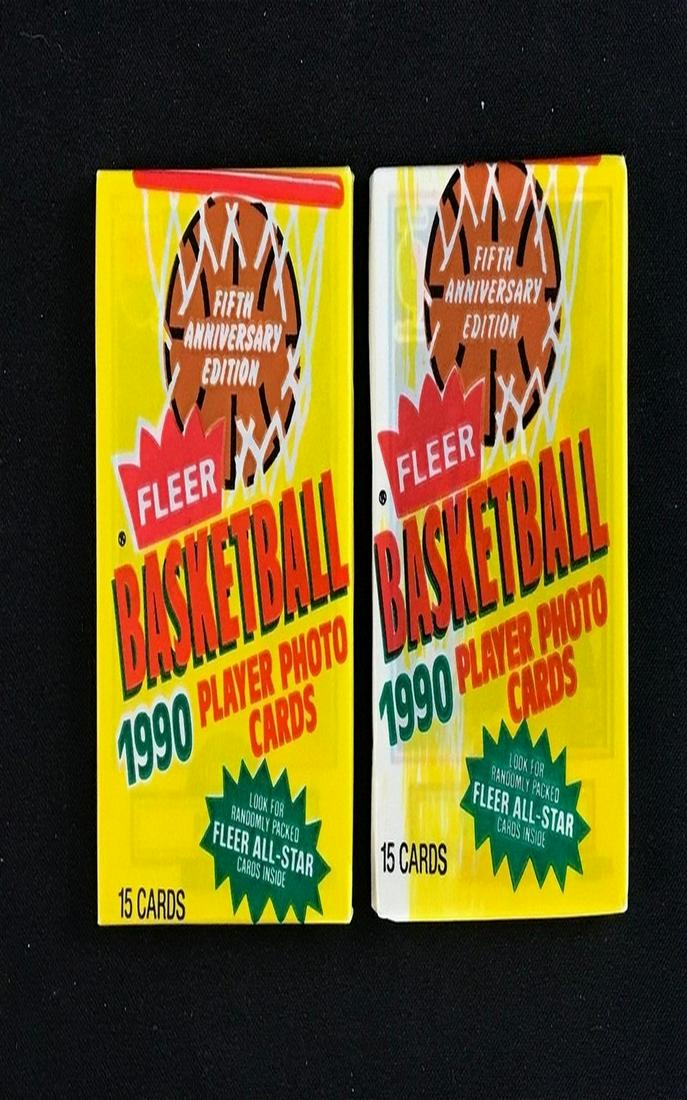 FIFTH
ANNIVERSARY
EDITION
FLEER
®
BASKETBALL
1990 PLAYER PHOTO
CARDS
LOOK FOR
RANDOMLY PACKED
FLEER ALL-STAR
CARDS INSIDE
15 CARDS
FIFTH
ANNIVERSARY
EDITION
FLEER
®
BASKETBALL
1990 PLAYER PHOTO
CARDS
LOOK FOR
RANDOMLY PACKED
FLEER ALL-STAR
CARDS INSIDE
15 CARDS